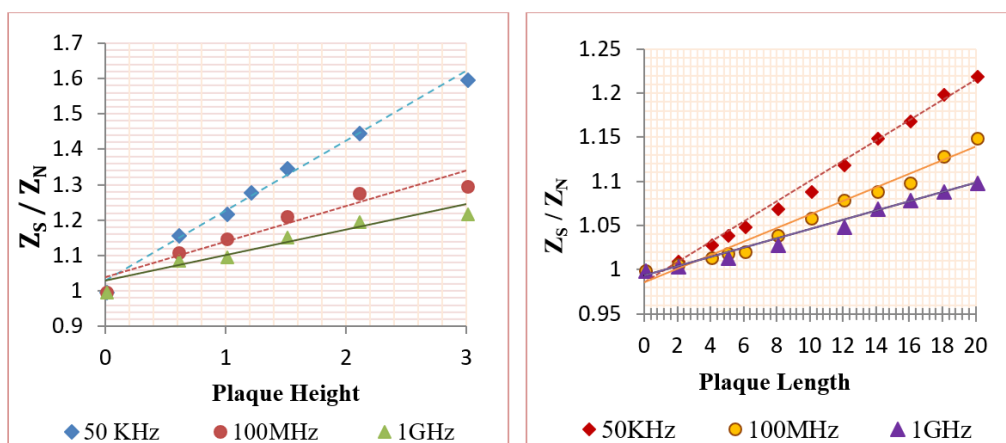 1.7
1.6
1.5
1.4
1.3
1.2
1.1
1
0.9
Zs / ZN
0 1 2 3
Plaque Height
50 KHz 100MHz 1GHz
1.25
1.2
1.15
1.1
1.05
1
0.95
Zs / ZN
0 2 4 6 8 10 12 14 16 18 20
Plaque Length
50KHz 100MHz 1GHz